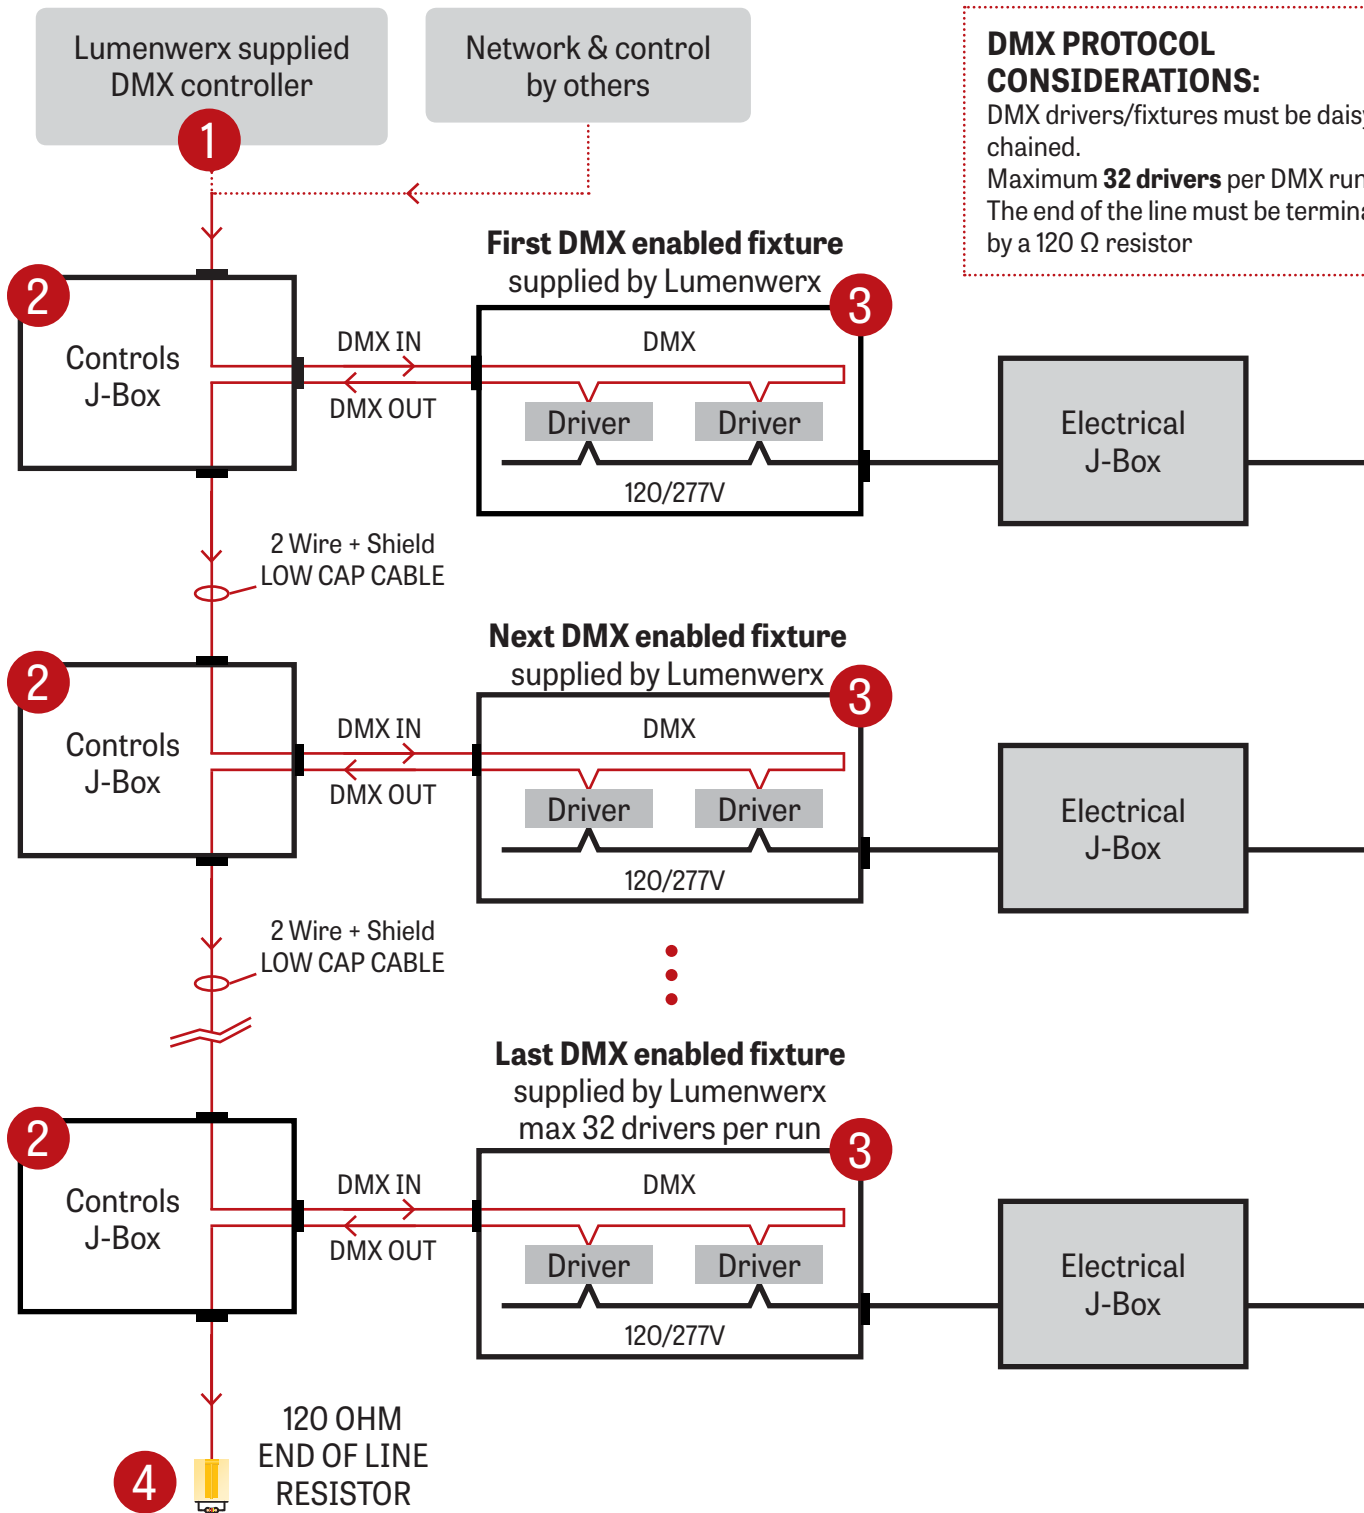 Lumenwerx supplied
DMX controller
1
Network & control
by others
DMX PROTOCOL
CONSIDERATIONS:
DMX drivers/fixtures must be daisy
chained.
Maximum 32 drivers per DMX run
The end of the line must be
by a 120 Ω resistor
First DMX enabled fixture
supplied by Lumenwerx
2
Controls
J-Box
DMX IN
DMX OUT
3
DMX
Driver
Driver
120/277V
Electrical
J-Box
2 Wire + Shield
LOW CAP CABLE
Next DMX enabled fixture
supplied by Lumenwerx
2
Controls
J-Box
DMX IN
DMX OUT
3
DMX
Driver
Driver
120/277V
Electrical
J-Box
2 Wire + Shield
LOW CAP CABLE
Last DMX enabled fixture
supplied by Lumenwerx
max 32 drivers per run
2
Controls
J-Box
DMX IN
DMX OUT
3
DMX
Driver
Driver
120/277V
Electrical
J-Box
4
120 OHM
END OF LINE
RESISTOR